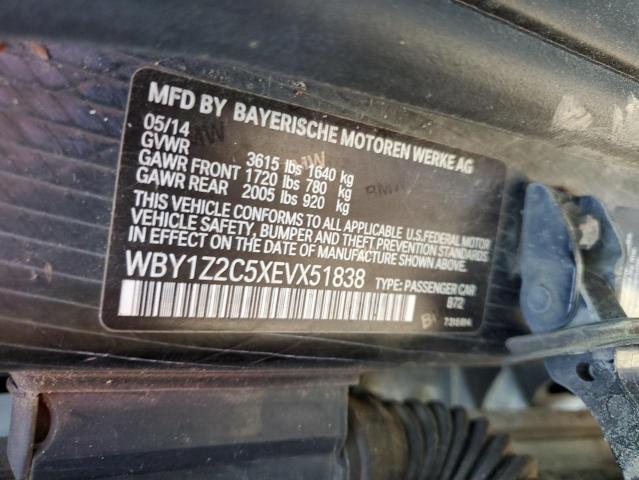 MFD BY BAYERISCHE MOTOREN WERKE AG
05/14
GVWR 3615 lbs 1640 kg
GAWR FRONT 1720 lbs 780 kg
GAWR REAR 2005 lbs 920 kg
THIS VEHICLE CONFORMS TO ALL APPLICABLE U.S. FEDERAL MOTOR
VEHICLE SAFETY, BUMPER AND THEFT PREVENTION STANDARDS
IN EFFECT ON THE DATE OF MANUFACTURE SHOWN ABOVE.
WBY1Z2C5XEVX51838 TYPE: PASSENGER CAR
B72